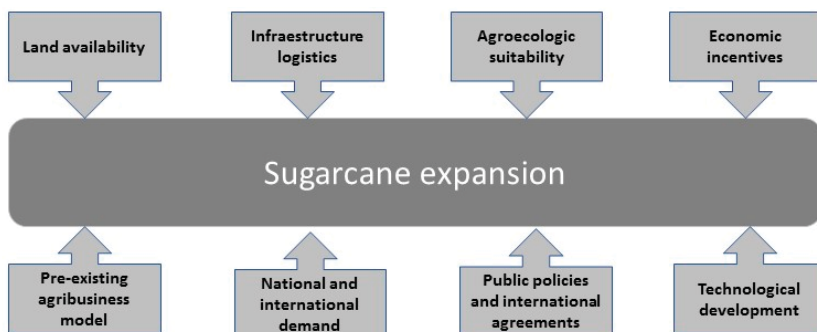 Land availability
Infraestructure
logistics
Agroecologic
suitability
Economic
incentives
Sugarcane expansion
Pre-existing
agribusiness
model
National and
international
demand
Public policies
and international
agreements
Technological
development